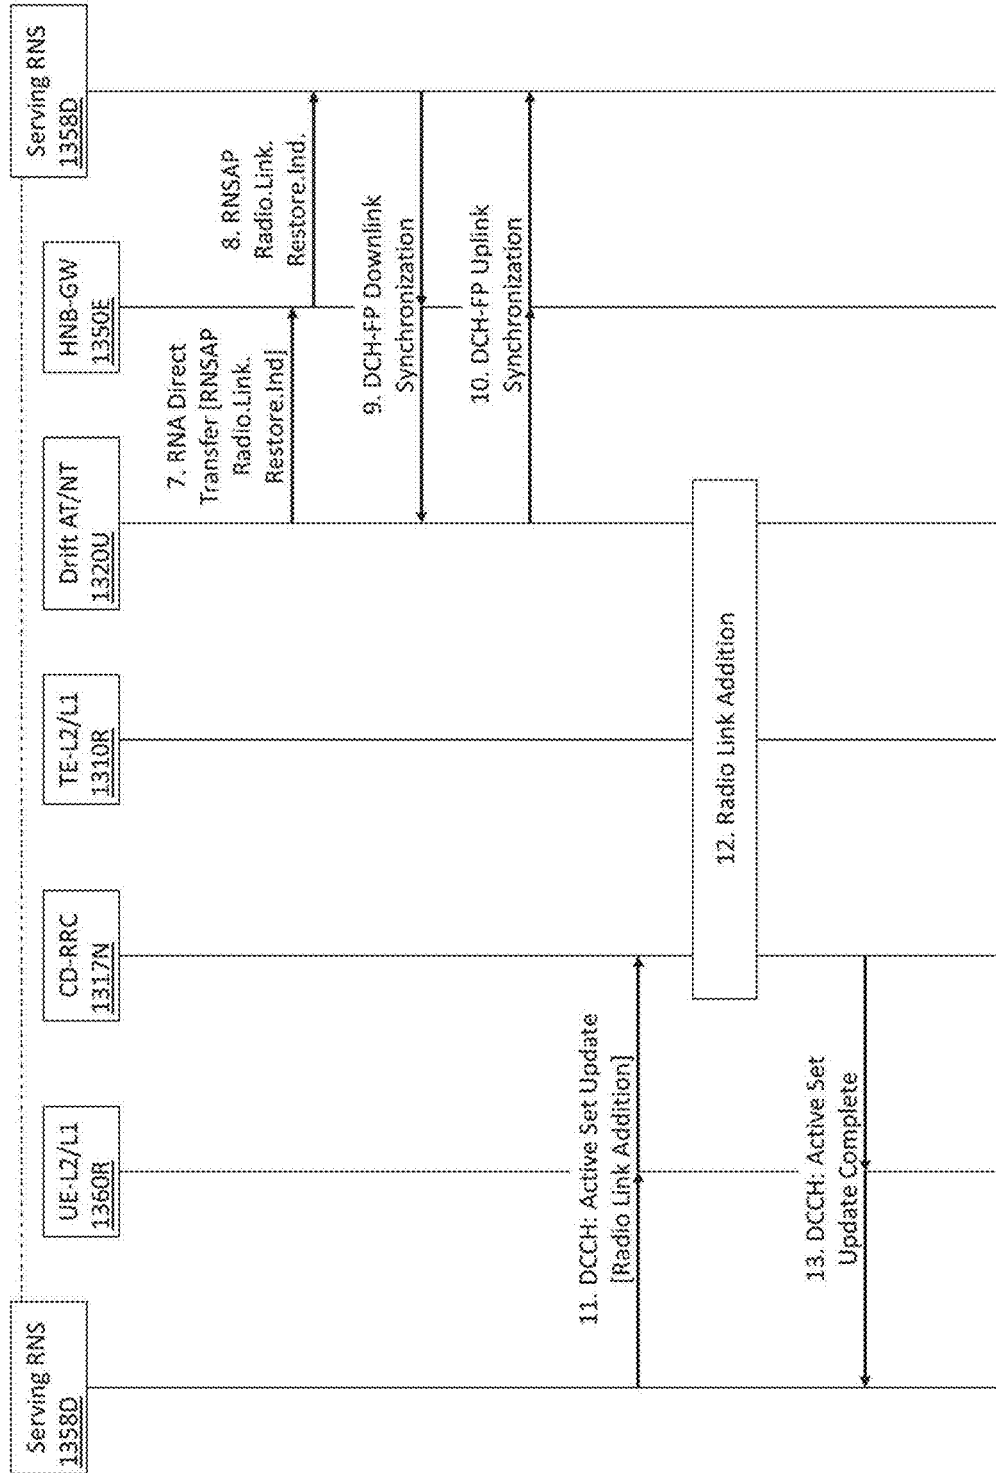 Serving RNS
1358D
UE-L2/L1
1360R
CD-RRC
1317N
TE-L2/L1
1310R
Drift AT/NT
1320U
HNB-GW
1350E
Serving RNS
1358D
7. RNA Direct
Transfer [RNSAP
Radio.Link.
Restore.Ind]
8. RNSAP
Radio.Link.
Restore.Ind.
9. DCH-FP Downlink
Synchronization
10. DCH-FP Uplink
Synchronization
11. DCCH: Active Set Update
[Radio Link Addition]
12. Radio Link Addition
13. DCCH: Active Set
Update Complete